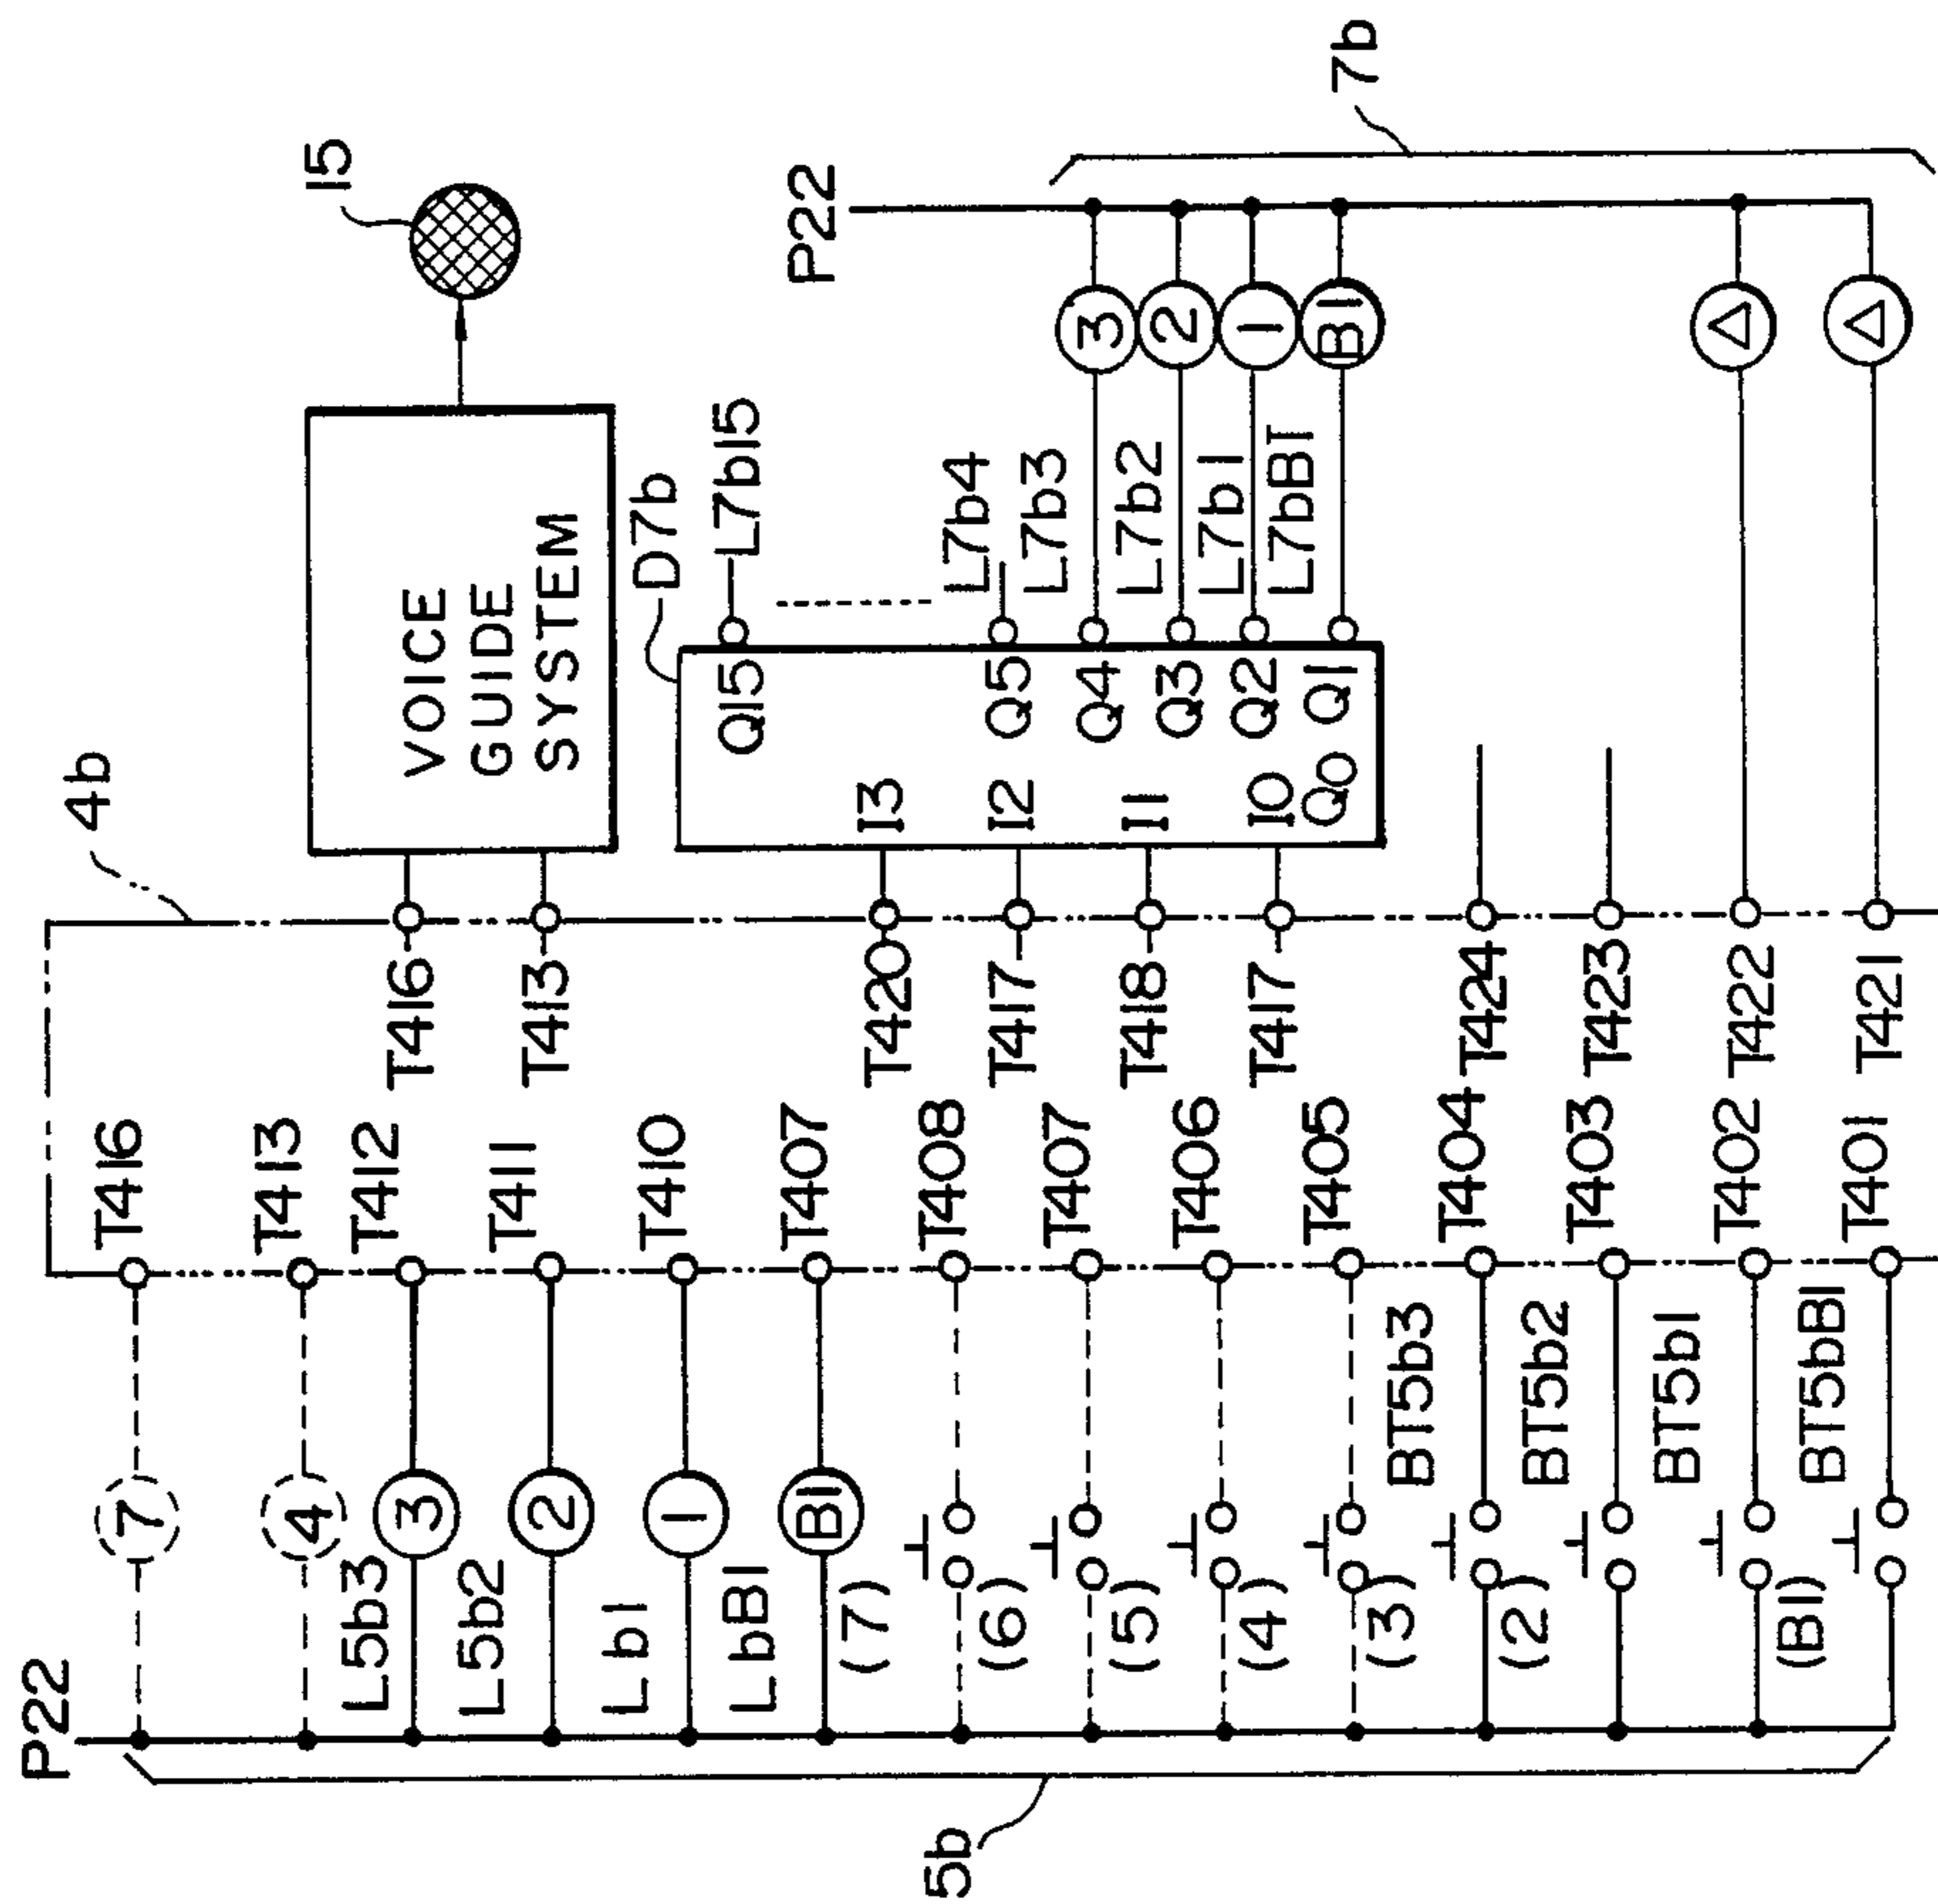 P22
5b
7
4
L5b3
3
L5b2
2
Lb1
1
LbB1
B1
(7)
(6)
(5)
(4)
(3)
BT5b3
(2)
BT5b2
BT5b1
(B1)
BT5bB1
T416
T413
T412
T411
T410
T407
T408
T407
T406
T405
T404
T403
T402
T401
4b
T416
T413
T420
T417
T418
T417
T424
T423
T422
T421
VOICE
GUIDE
SYSTEM
15
D7b
I3
I2
I1
I0
Q15
Q5
Q4
Q3
Q2
Q1
Q0
L7b15
L7b4
L7b3
L7b2
L7b1
L7bB1
P22
3
2
1
B1
7b